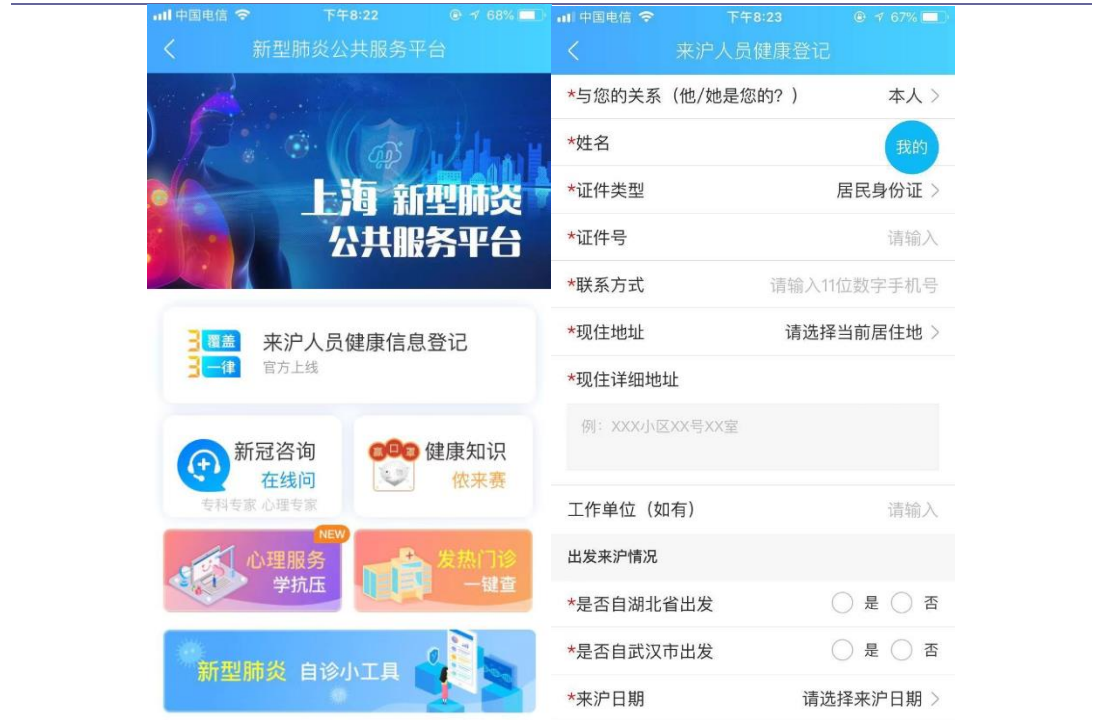 中国电信 下午8:22 68%
新型肺炎公共服务平台
上海 新型肺炎
公共服务平台
3覆盖
3一律
来沪人员健康信息登记
官方上线
新冠咨询
在线问
专科专家 心理专家
赢口罩
健康知识
侬来赛
NEW
心理服务
学抗压
发热门诊
一键查
新型肺炎 自诊小工具
中国电信 下午8:23 67%
来沪人员健康登记
*与您的关系（他/她是您的？） 本人
*姓名
我的
*证件类型 居民身份证
*证件号 请输入
*联系方式 请输入11位数字手机号
*现住地址 请选择当前居住地
*现住详细地址
例：XXX小区XX号XX室
工作单位（如有） 请输入
出发来沪情况
*是否自湖北省出发 是 否
*是否自武汉市出发 是 否
*来沪日期 请选择来沪日期